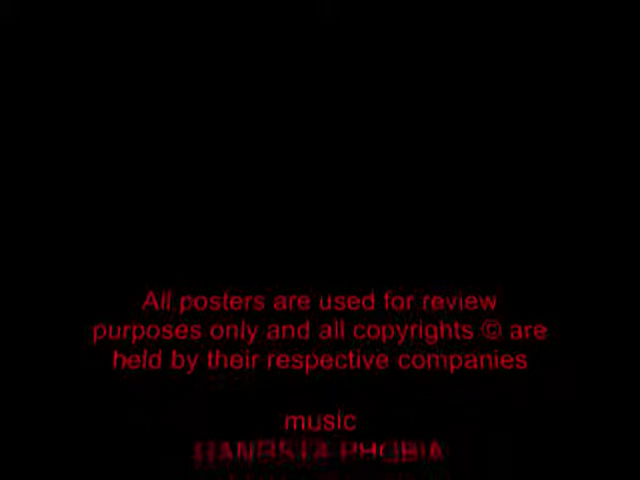 All posters are used for review
purposes only and all copyrights © are
held by their respective companies
music